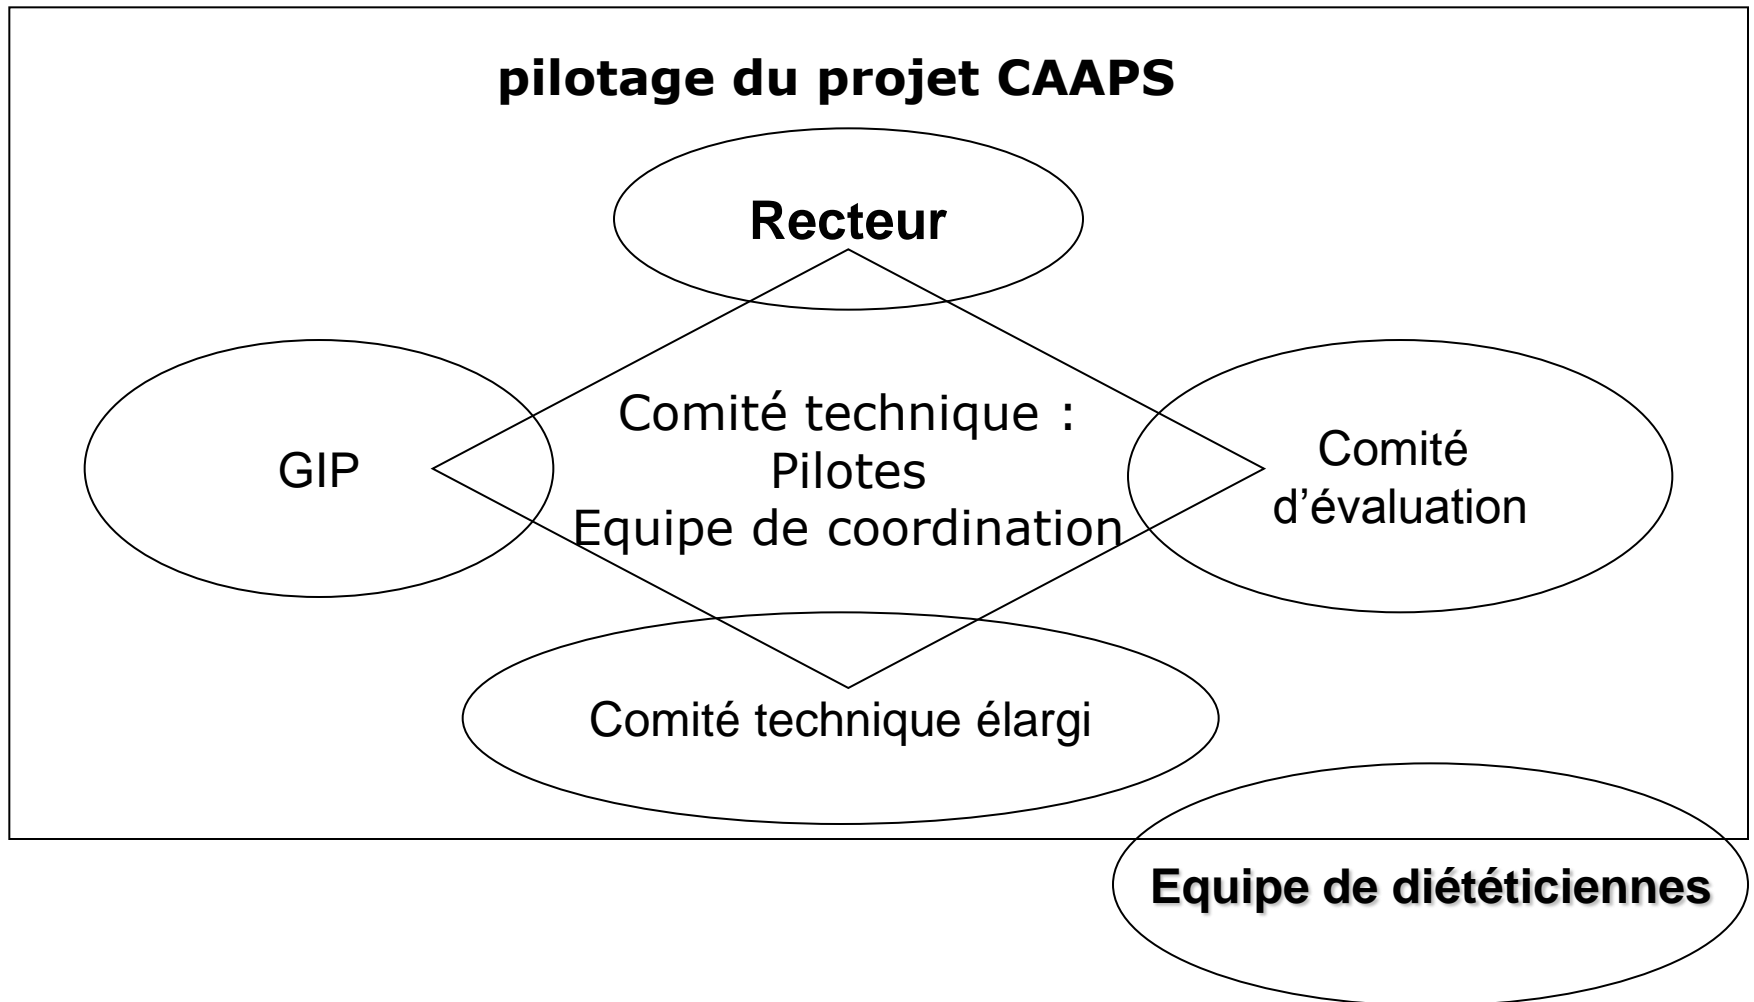 pilotage du projet CAAPS
Recteur
GIP
Comité technique :
Pilotes
Equipe de coordination
Comité
d’évaluation
Comité technique élargi
Equipe de diététiciennes